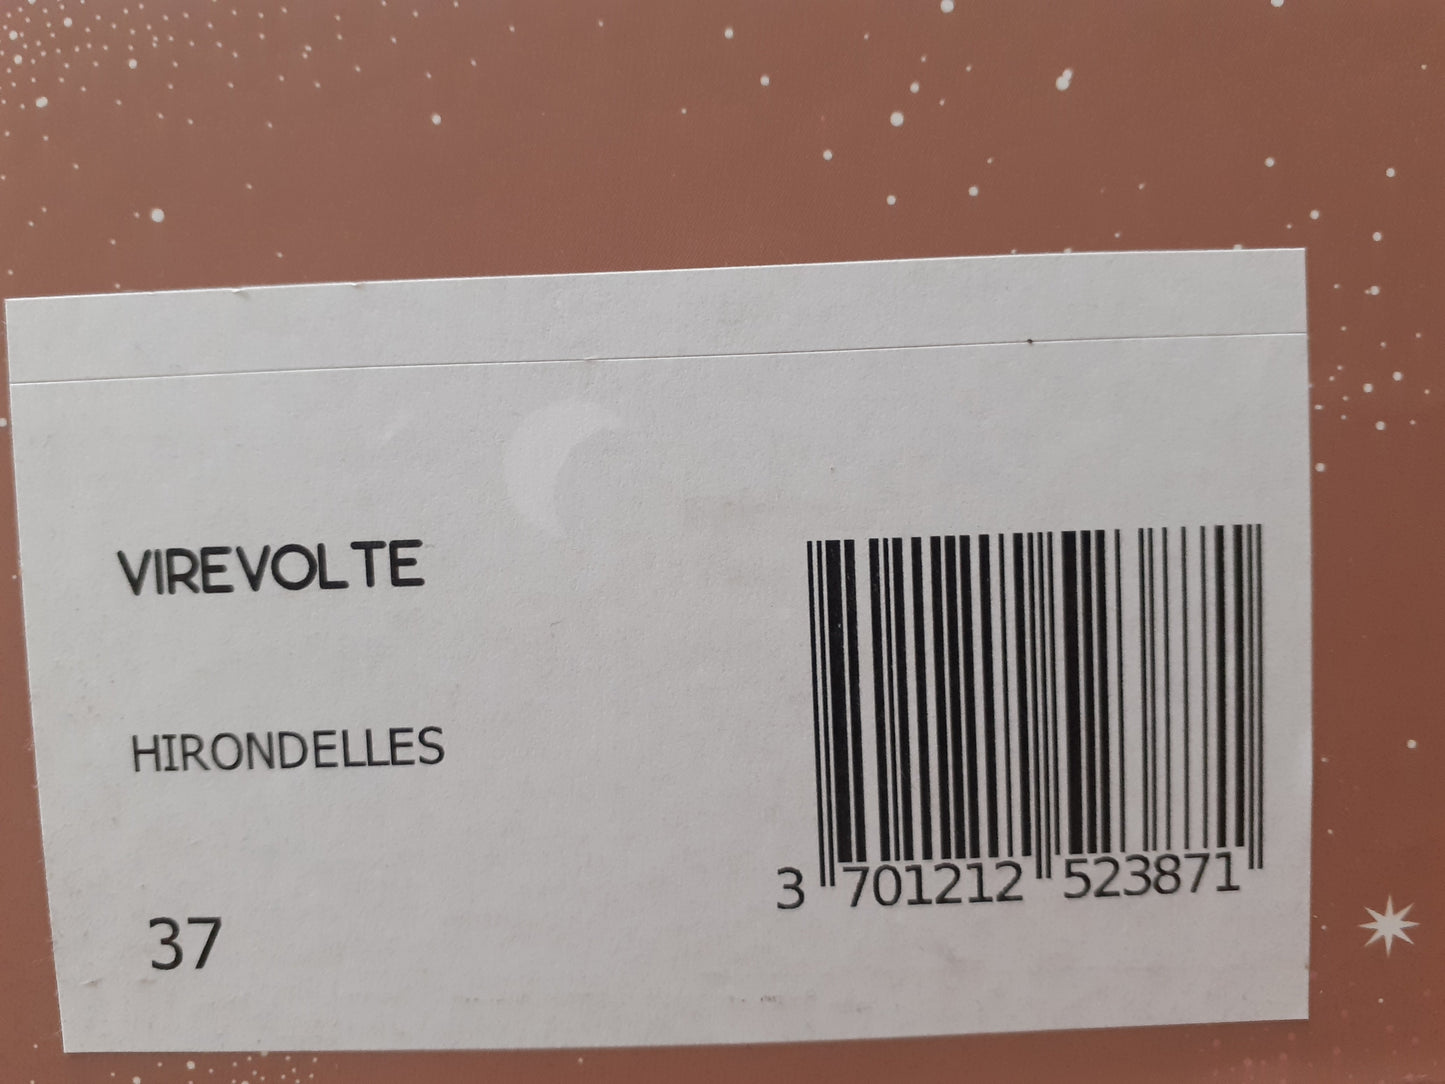 VIREVOLTE
HIRONDELLES
37
3 701212 523871